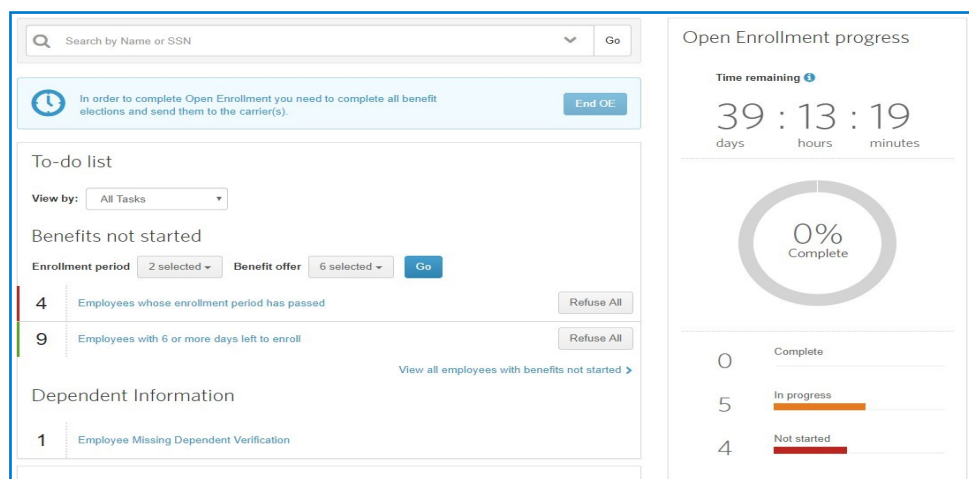 Search by Name or SSN
Go
In order to complete Open Enrollment you need to complete all benefit
elections and send them to the carrier(s).
End OE
To-do list
View by: All Tasks
Benefits not started
Enrollment period 2 selected Benefit offer 6 selected Go
4 Employees whose enrollment period has passed Refuse All
9 Employees with 6 or more days left to enroll Refuse All
View all employees with benefits not started >
Dependent Information
1 Employee Missing Dependent Verification
Open Enrollment progress
Time remaining
39 : 13 : 19
days hours minutes
0%
Complete
0 Complete
5 In progress
4 Not started